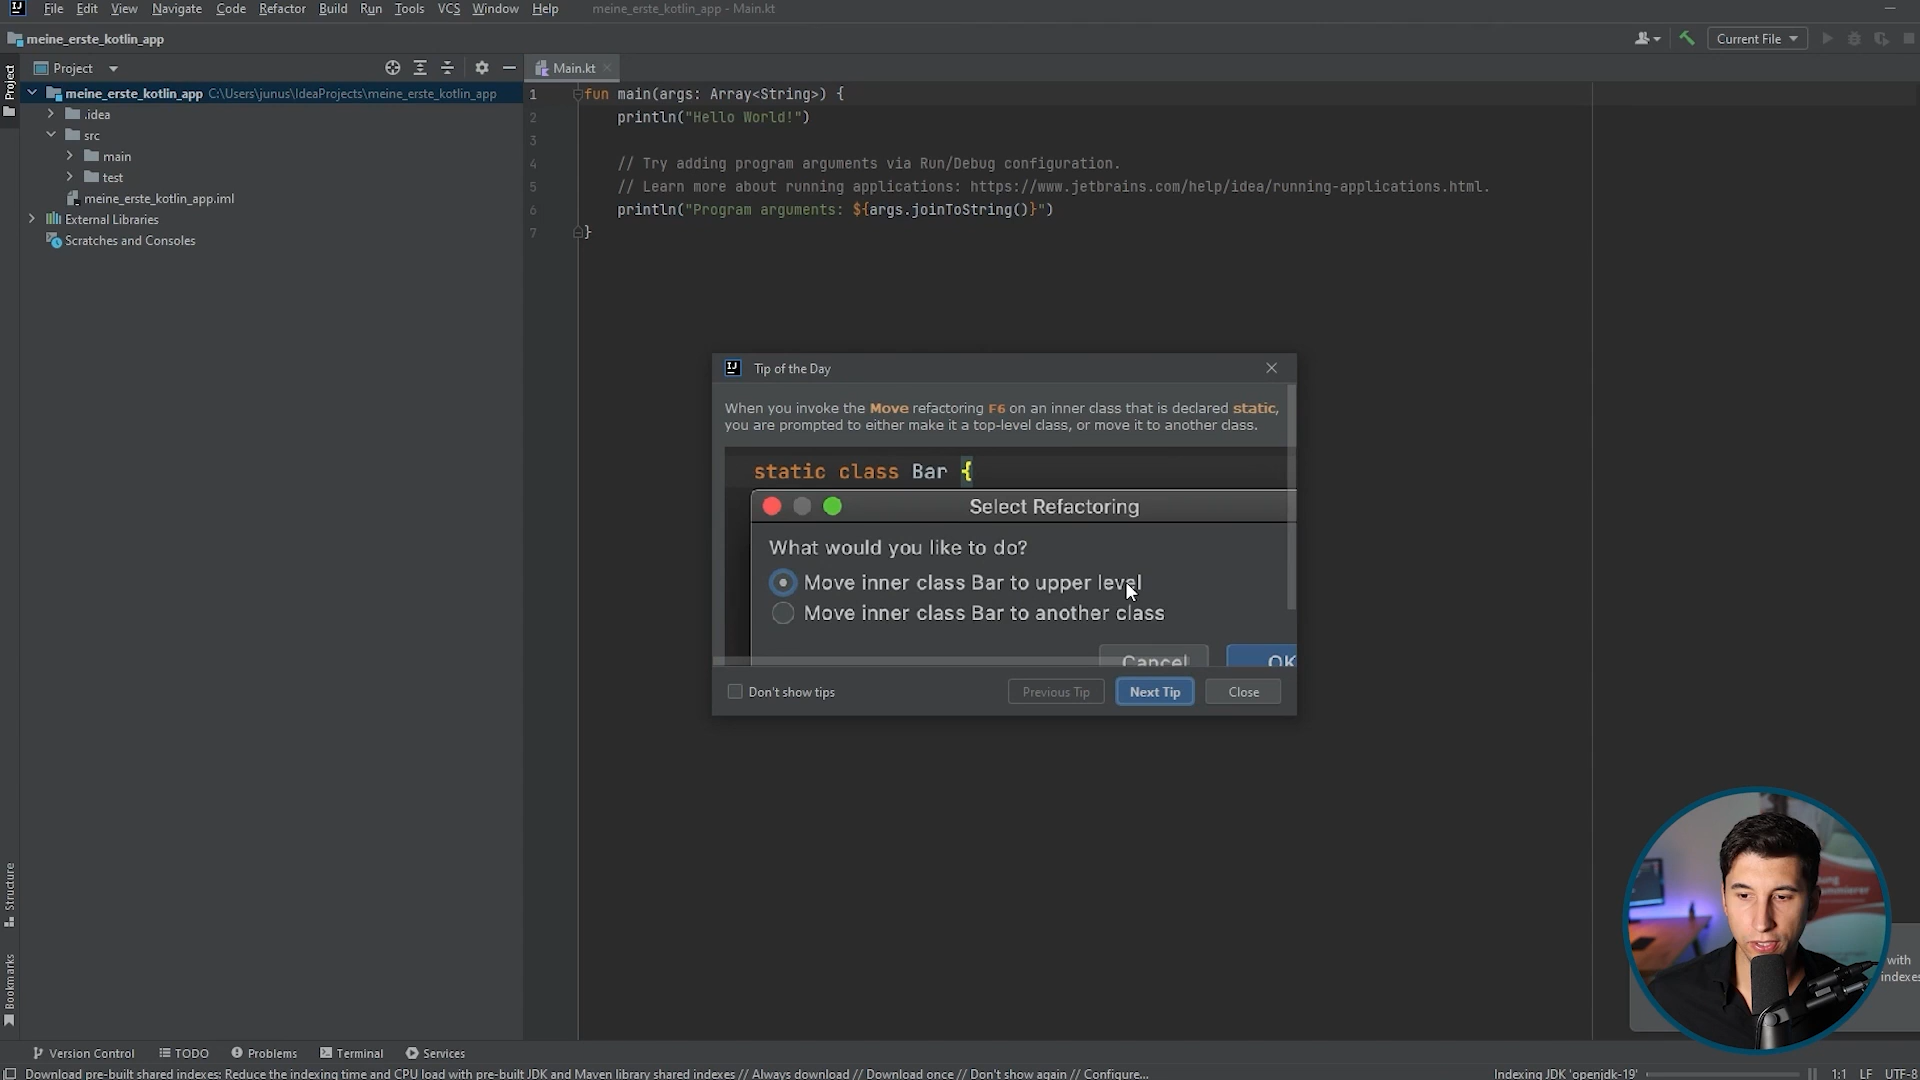 IJ File Edit View Navigate Code Refactor Build Run Tools VCS Window Help meine_erste_kotlin_app - Main.kt
meine_erste_kotlin_app
Current File
Project
Project
Main.kt
meine_erste_kotlin_app C:\Users\junus\IdeaProjects\meine_erste_kotlin_app
.idea
src
main
test
meine_erste_kotlin_app.iml
External Libraries
Scratches and Consoles
1 fun main(args: Array<String>) {
2 println("Hello World!")
3
4 // Try adding program arguments via Run/Debug configuration.
5 // Learn more about running applications: https://www.jetbrains.com/help/idea/running-applications.html.
6 println("Program arguments: ${args.joinToString()}")
7 }
IJ Tip of the Day
When you invoke the Move refactoring F6 on an inner class that is declared static,
you are prompted to either make it a top-level class, or move it to another class.
static class Bar {
Select Refactoring
What would you like to do?
Move inner class Bar to upper level
Move inner class Bar to another class
Cancel OK
Don't show tips Previous Tip Next Tip Close
Structure
Bookmarks
with
indexes
Version Control TODO Problems Terminal Services
Download pre-built shared indexes: Reduce the indexing time and CPU load with pre-built JDK and Maven library shared indexes // Always download // Download once // Don't show again // Configure...
Indexing JDK 'openjdk-19' 1:1 LF UTF-8